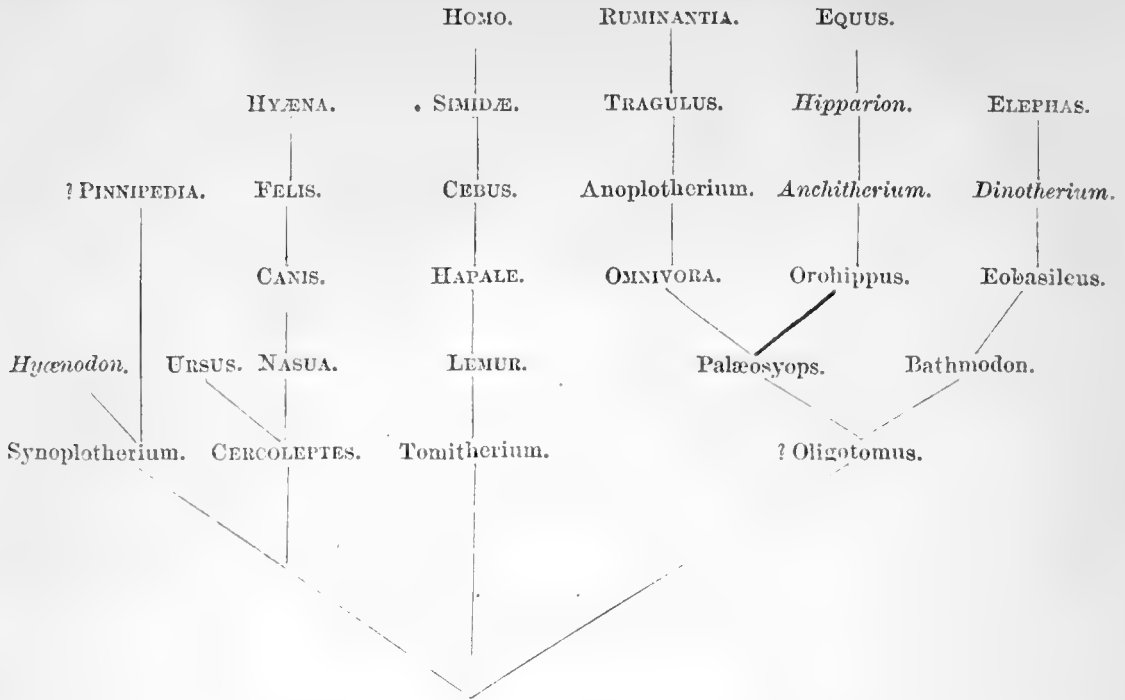 HOMO. RUMINANTIA. EQUUS.
HYÆNA. SIMIDÆ. TRAGULUS. Hipparion. ELEPHAS.
? PINNIPEDIA. FELIS. CEBUS. Anoplotherium. Anchitherium. Dinotherium.
CANIS. HAPALE. OMNIVORA. Orohippus. Eobasileus.
Hyænodon. URSUS. NASUA. LEMUR. Palæosyops. Bathmodon.
Synoplotherium. CERCOLEPTES. Tomitherium. ? Oligotomus.